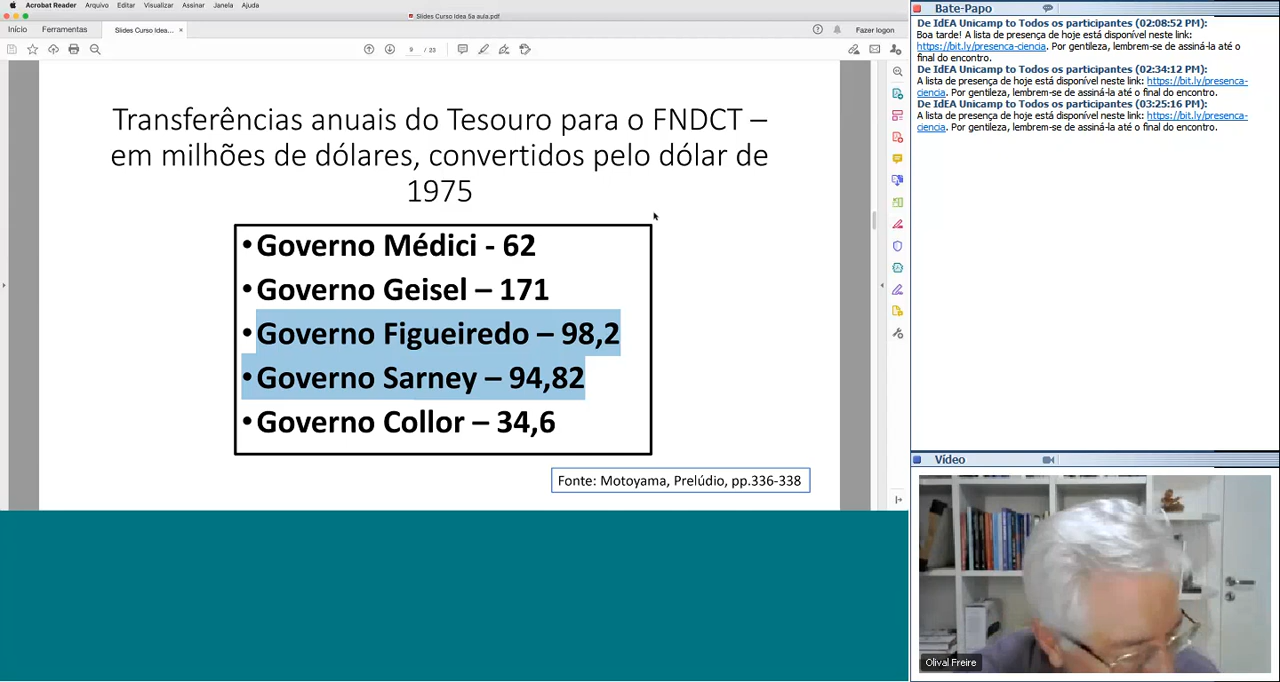 Acrobat Reader Arquivo Editar Visualizar Assinar Janela Ajuda
Slides Curso Idea 5a aula.pdf
Início Ferramentas Slides Curso Idea... × Fazer logon
9 / 23
Transferências anuais do Tesouro para o FNDCT –
em milhões de dólares, convertidos pelo dólar de
1975
•Governo Médici - 62
•Governo Geisel – 171
•Governo Figueiredo – 98,2
•Governo Sarney – 94,82
•Governo Collor – 34,6
Fonte: Motoyama, Prelúdio, pp.336-338
Bate-Papo
De IdEA Unicamp to Todos os participantes (02:08:52 PM):
Boa tarde! A lista de presença de hoje está disponível neste link:
https://bit.ly/presenca-ciencia. Por gentileza, lembrem-se de assiná-la até o
final do encontro.
De IdEA Unicamp to Todos os participantes (02:34:12 PM):
A lista de presença de hoje está disponível neste link: https://bit.ly/presenca-
ciencia. Por gentileza, lembrem-se de assiná-la até o final do encontro.
De IdEA Unicamp to Todos os participantes (03:25:16 PM):
A lista de presença de hoje está disponível neste link: https://bit.ly/presenca-
ciencia. Por gentileza, lembrem-se de assiná-la até o final do encontro.
Vídeo
Olival Freire